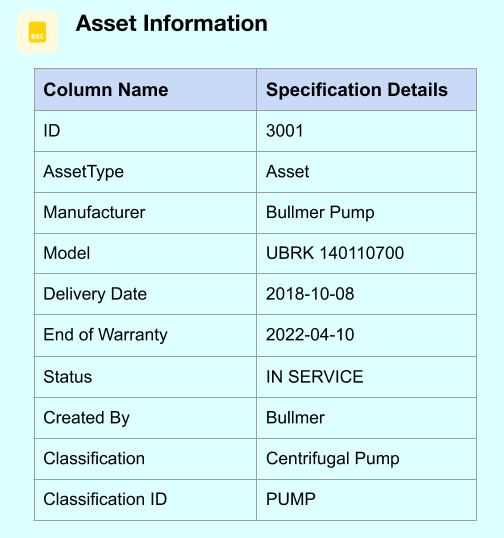 DOC
Asset Information
Column Name Specification Details
ID 3001
AssetType Asset
Manufacturer Bullmer Pump
Model UBRK 140110700
Delivery Date 2018-10-08
End of Warranty 2022-04-10
Status IN SERVICE
Created By Bullmer
Classification Centrifugal Pump
Classification ID PUMP